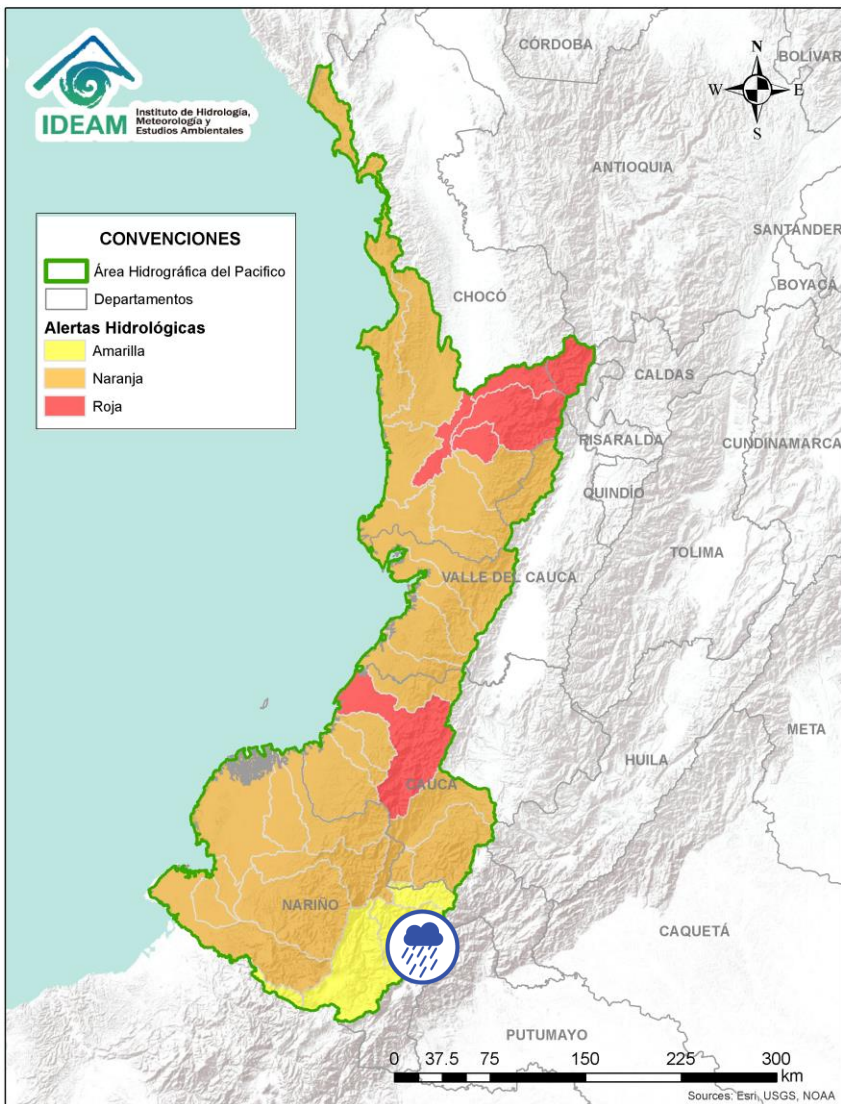 IDEAM
Instituto de Hidrología,
Meteorología y
Estudios Ambientales
N
W
E
S
CÓRDOBA
BOLÍVAR
ANTIOQUIA
SANTANDER
BOYACÁ
CONVENCIONES
Área Hidrográfica del Pacifico
Departamentos
Alertas Hidrológicas
Amarilla
Naranja
Roja
CHOCÓ
CALDAS
RISARALDA
CUNDINAMARCA
QUINDÍO
TOLIMA
VALLE DEL CAUCA
META
HUILA
CAUCA
NARIÑO
CAQUETÁ
PUTUMAYO
0 37.5 75 150 225 300
km
Sources: Esri, USGS, NOAA